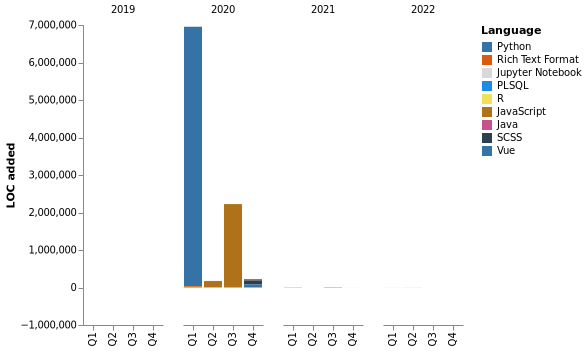 2019 2020 2021 2022
LOC added
7,000,000
6,000,000
5,000,000
4,000,000
3,000,000
2,000,000
1,000,000
0
−1,000,000
Q1 Q2 Q3 Q4 Q1 Q2 Q3 Q4 Q1 Q2 Q3 Q4 Q1 Q2 Q3 Q4
Language
Python
Rich Text Format
Jupyter Notebook
PLSQL
R
JavaScript
Java
SCSS
Vue